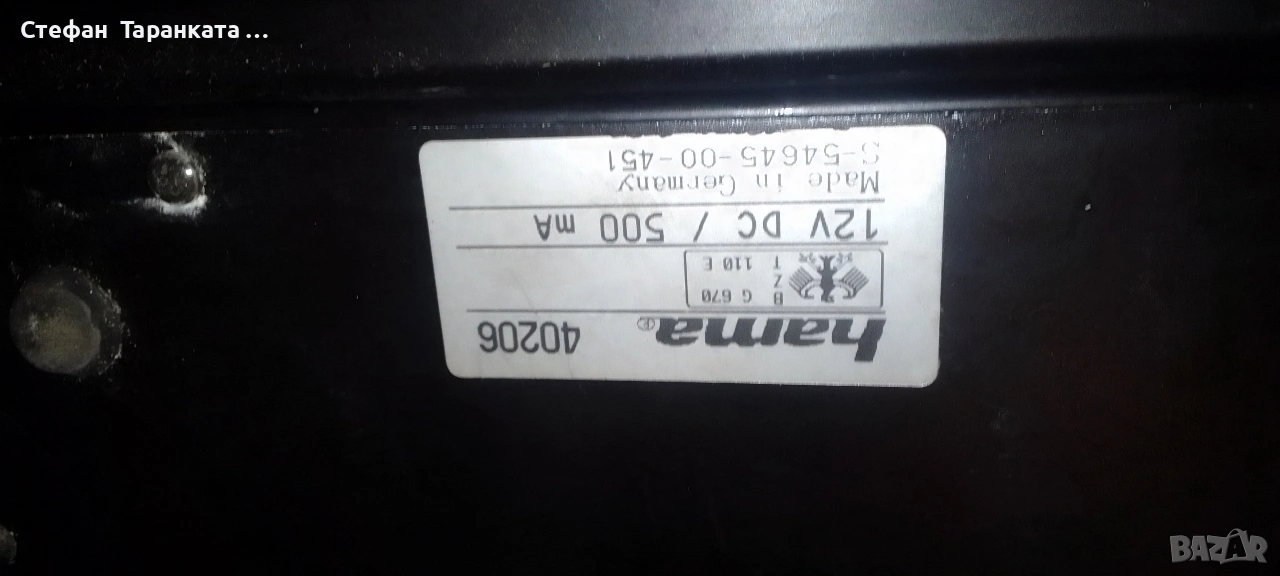 Стефан Таранката ...
hama® 40206
B G 670
Z
T 110 E
12V DC / 500 mA
Made in Germany
S-54645-00-451
BAZAR